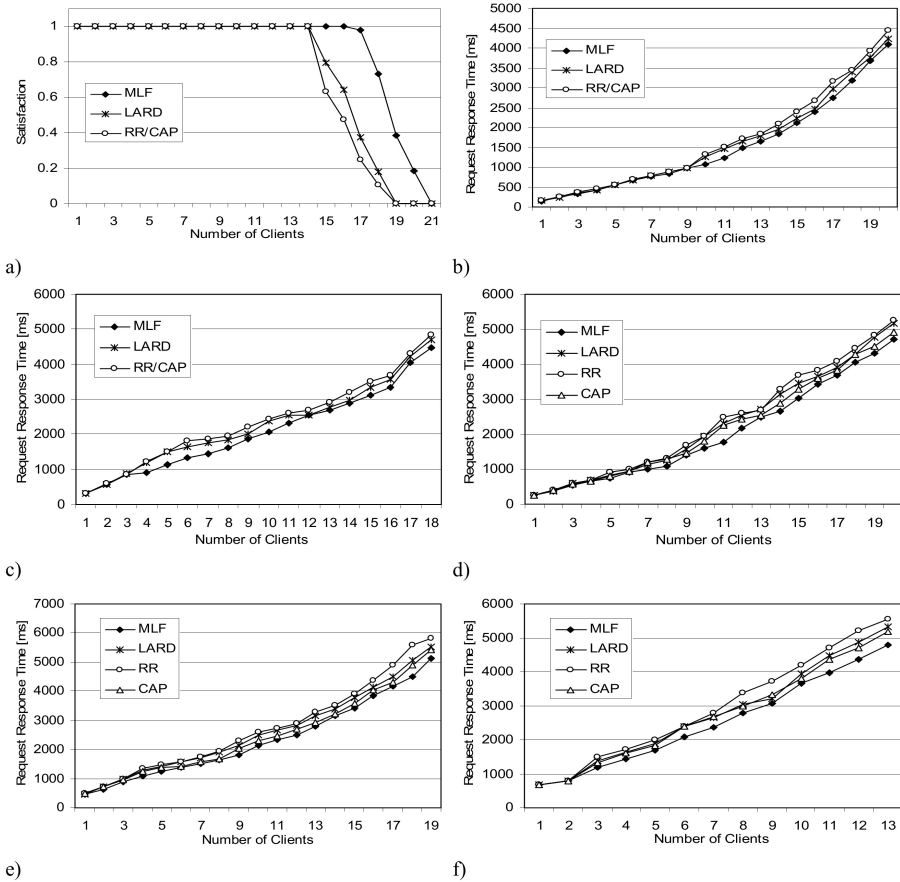 1
0.8
0.6
0.4
0.2
0
Satisfaction
MLF
LARD
RR/CAP
1 3 5 7 9 11 13 15 17 19 21
Number of Clients
a)
5000
4500
4000
3500
3000
2500
2000
1500
1000
500
0
Request Response Time [ms]
MLF
LARD
RR/CAP
1 3 5 7 9 11 13 15 17 19
Number of Clients
b)
6000
5000
4000
3000
2000
1000
0
Request Response Time [ms]
MLF
LARD
RR/CAP
1 2 3 4 5 6 7 8 9 10 11 12 13 14 15 16 17 18
Number of Clients
c)
6000
5000
4000
3000
2000
1000
0
Request Response Time [ms]
MLF
LARD
RR
CAP
1 3 5 7 9 11 13 15 17 19
Number of Clients
d)
7000
6000
5000
4000
3000
2000
1000
0
Request Response Time [ms]
MLF
LARD
RR
CAP
1 3 5 7 9 11 13 15 17 19
Number of Clients
e)
6000
5000
4000
3000
2000
1000
0
Request Response Time [ms]
MLF
LARD
RR
CAP
1 2 3 4 5 6 7 8 9 10 11 12 13
Number of Clients
f)